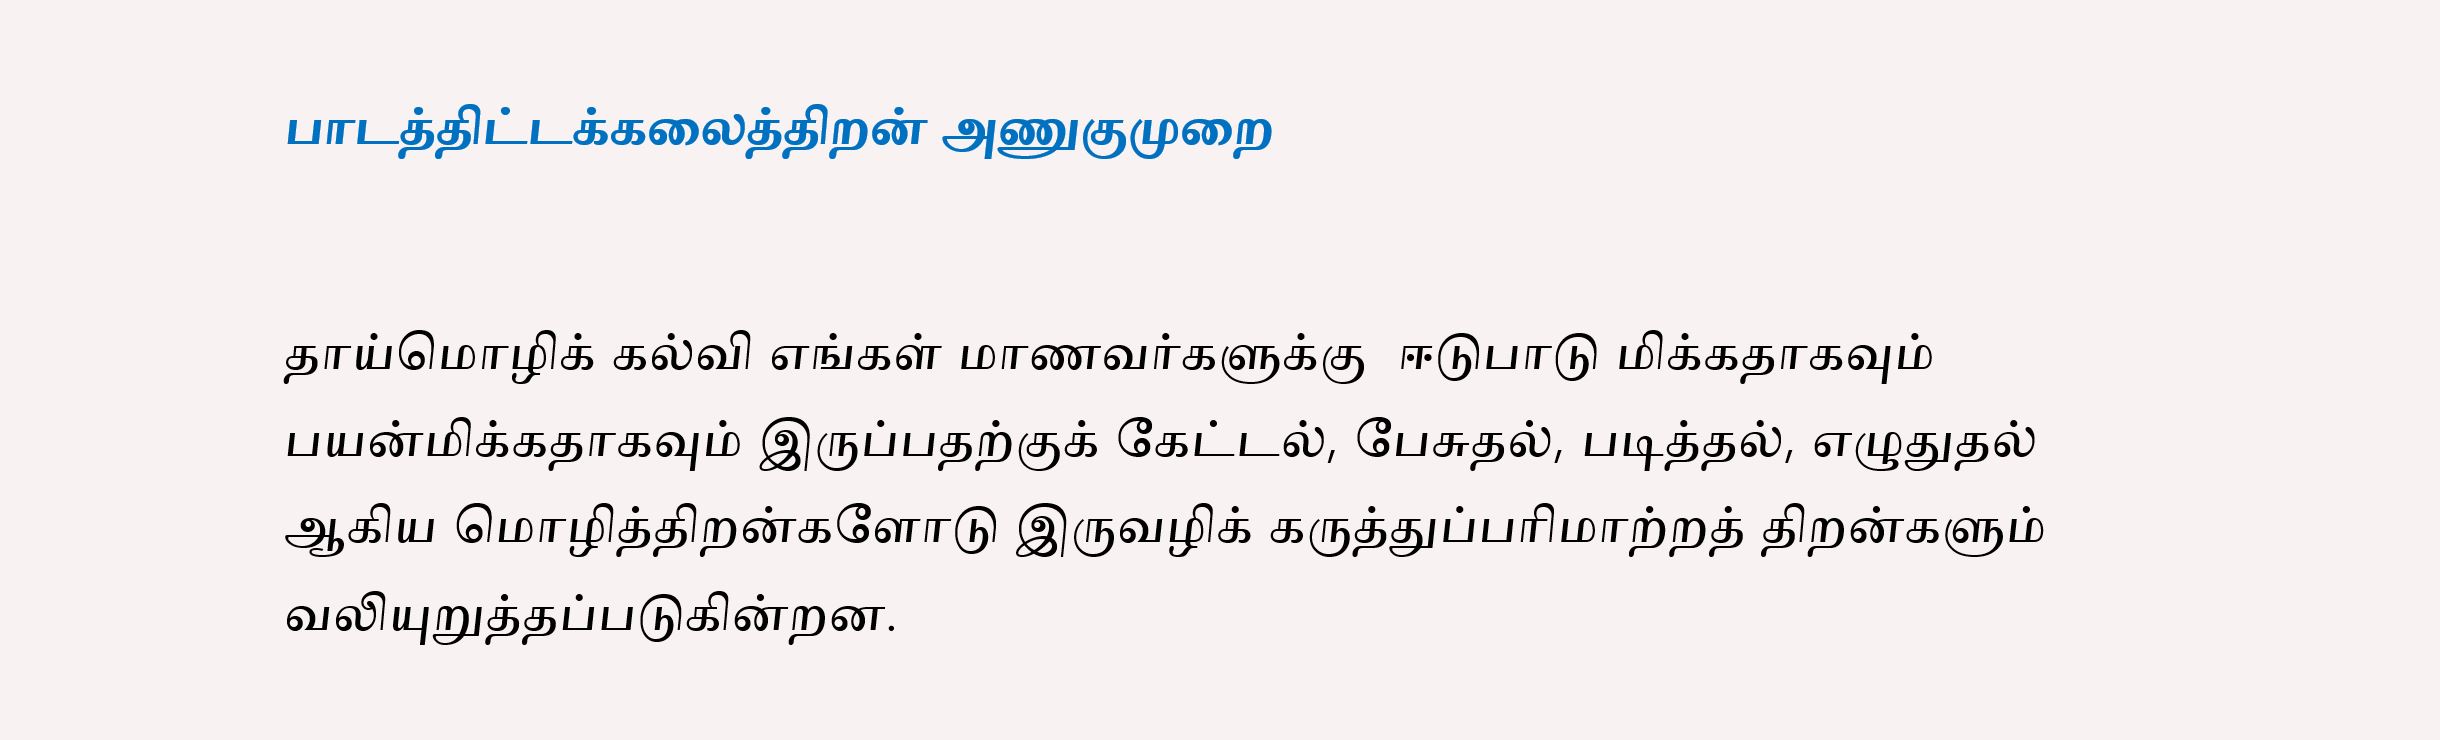 பாடத்திட்டக்கலைத்திறன் அணுகுமுறை
தாய்மொழிக் கல்வி எங்கள் மாணவர்களுக்கு  ஈடுபாடு மிக்கதாகவும்
பயன்மிக்கதாகவும் இருப்பதற்குக் கேட்டல், பேசுதல், படித்தல், எழுதுதல்
ஆகிய மொழித்திறன்களோடு இருவழிக் கருத்துப்பரிமாற்றத் திறன்களும்
வலியுறுத்தப்படுகின்றன.